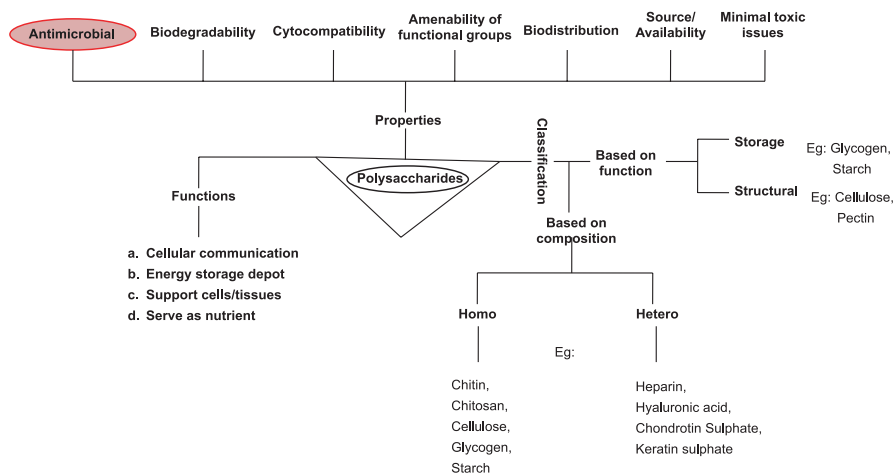 Antimicrobial
Biodegradability
Cytocompatibility
Amenability of
functional groups
Biodistribution
Source/
Availability
Minimal toxic
issues
Properties
Classification
Polysaccharides
Functions
a. Cellular communication
b. Energy storage depot
c. Support cells/tissues
d. Serve as nutrient
Based on
function
Storage
Eg: Glycogen,
Starch
Structural
Eg: Cellulose,
Pectin
Based on
composition
Homo
Hetero
Eg:
Chitin,
Chitosan,
Cellulose,
Glycogen,
Starch
Heparin,
Hyaluronic acid,
Chondrotin Sulphate,
Keratin sulphate